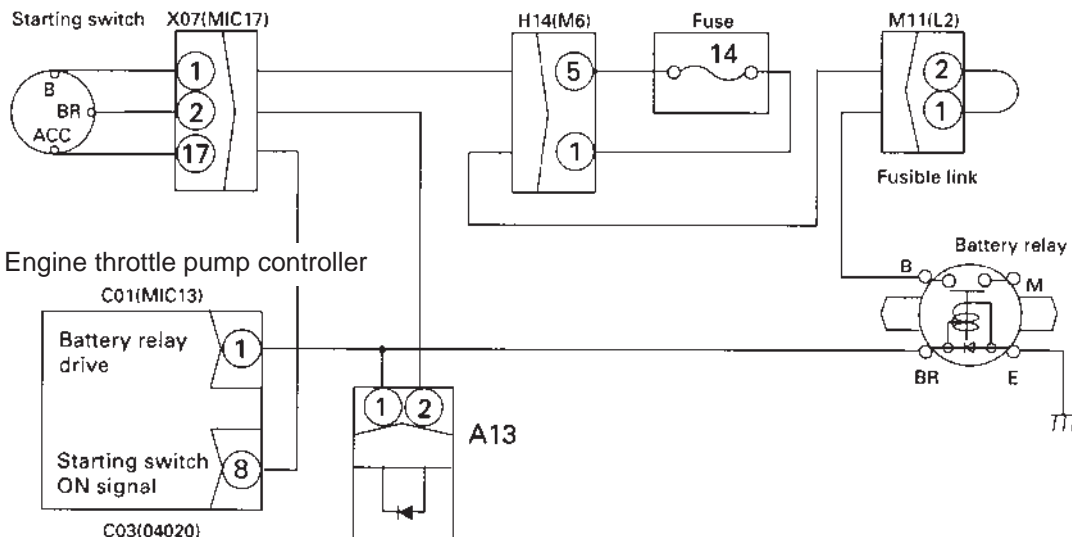 Starting switch
X07(MIC17)
H14(M6)
Fuse
M11(L2)
B
BR
ACC
1
2
17
5
1
14
2
1
Fusible link
Battery relay
B
M
BR
E
Engine throttle pump controller
C01(MIC13)
Battery relay
drive
1
Starting switch
ON signal
8
C03(04020)
1
2
A13